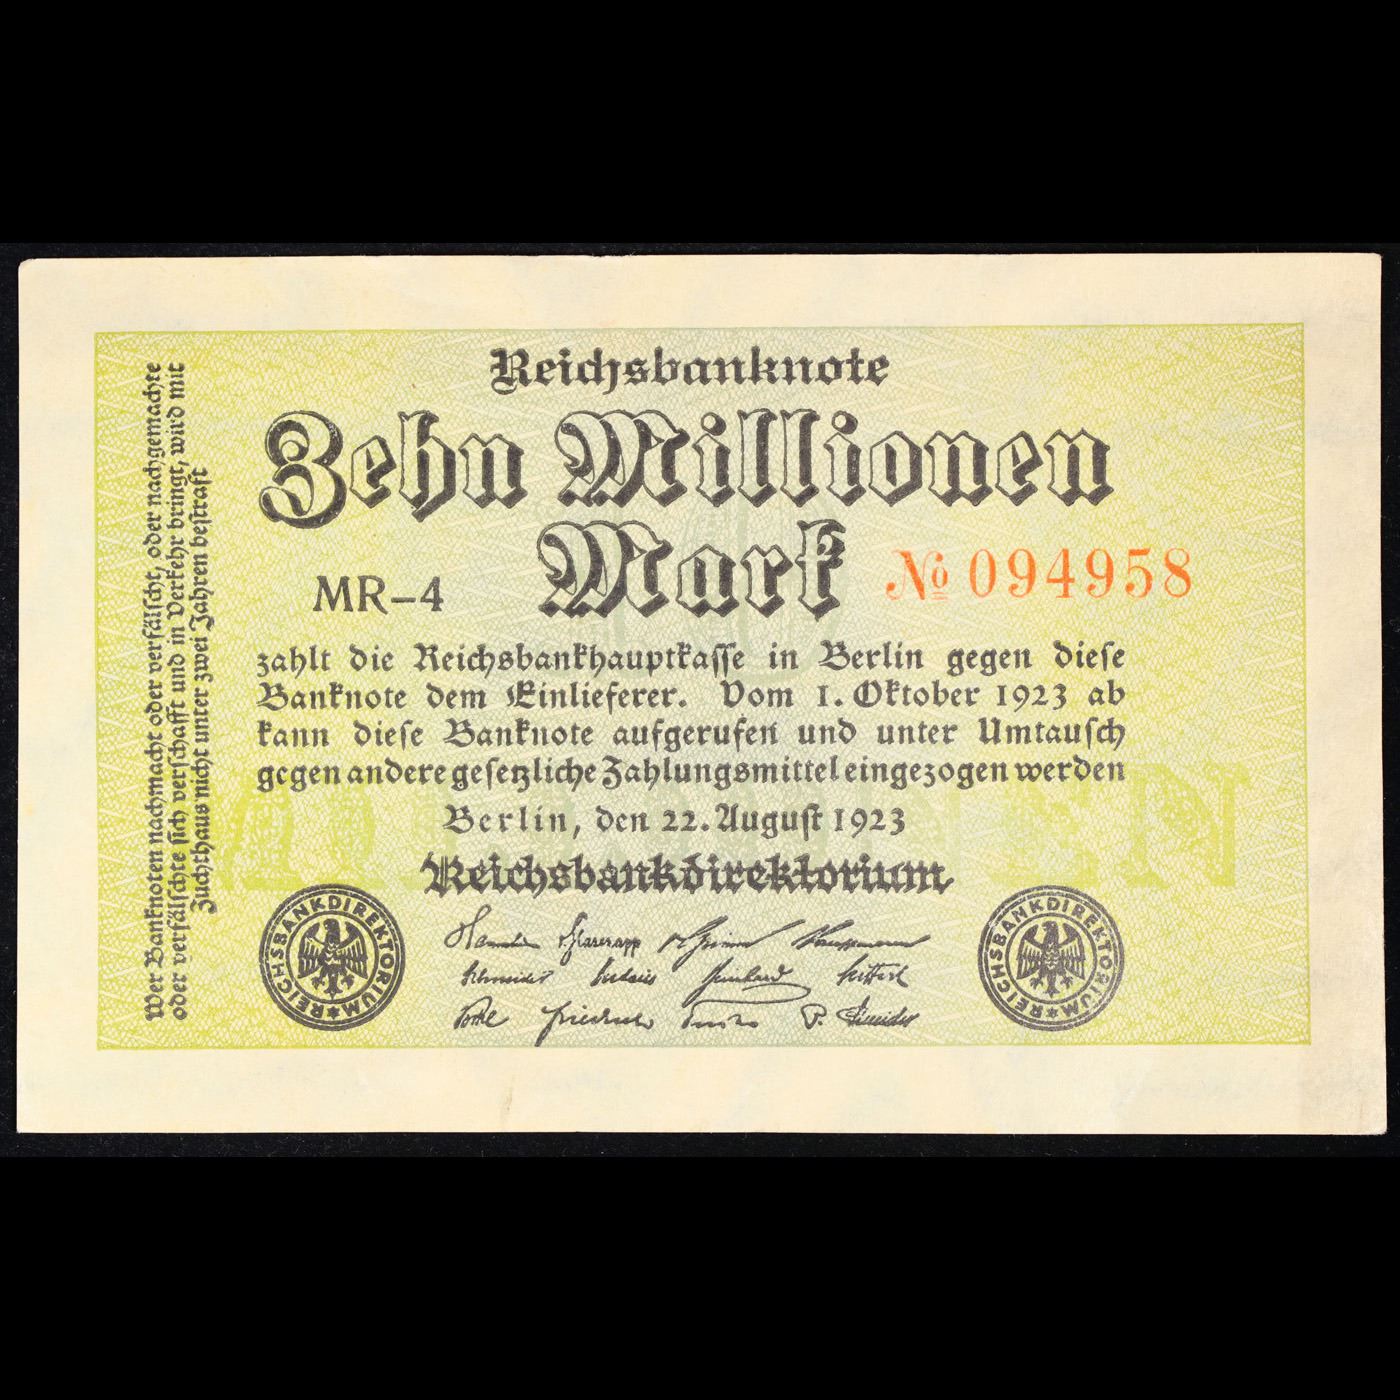 Reichsbanknote
Zehn Millionen
Mark
MR-4
№ 094958
zahlt die Reichsbankhauptkasse in Berlin gegen diese
Banknote dem Einlieferer. Vom 1. Oktober 1923 ab
kann diese Banknote aufgerufen und unter Umtausch
gegen andere gesetzliche Zahlungsmittel eingezogen werden
Berlin, den 22. August 1923
Reichsbankdirektorium
REICHSBANKDIREKTORIUM
REICHSBANKDIREKTORIUM
Wer Banknoten nachmacht oder verfälscht, oder nachgemachte
oder verfälschte sich verschafft und in Verkehr bringt, wird mit
Zuchthaus nicht unter zwei Jahren bestraft